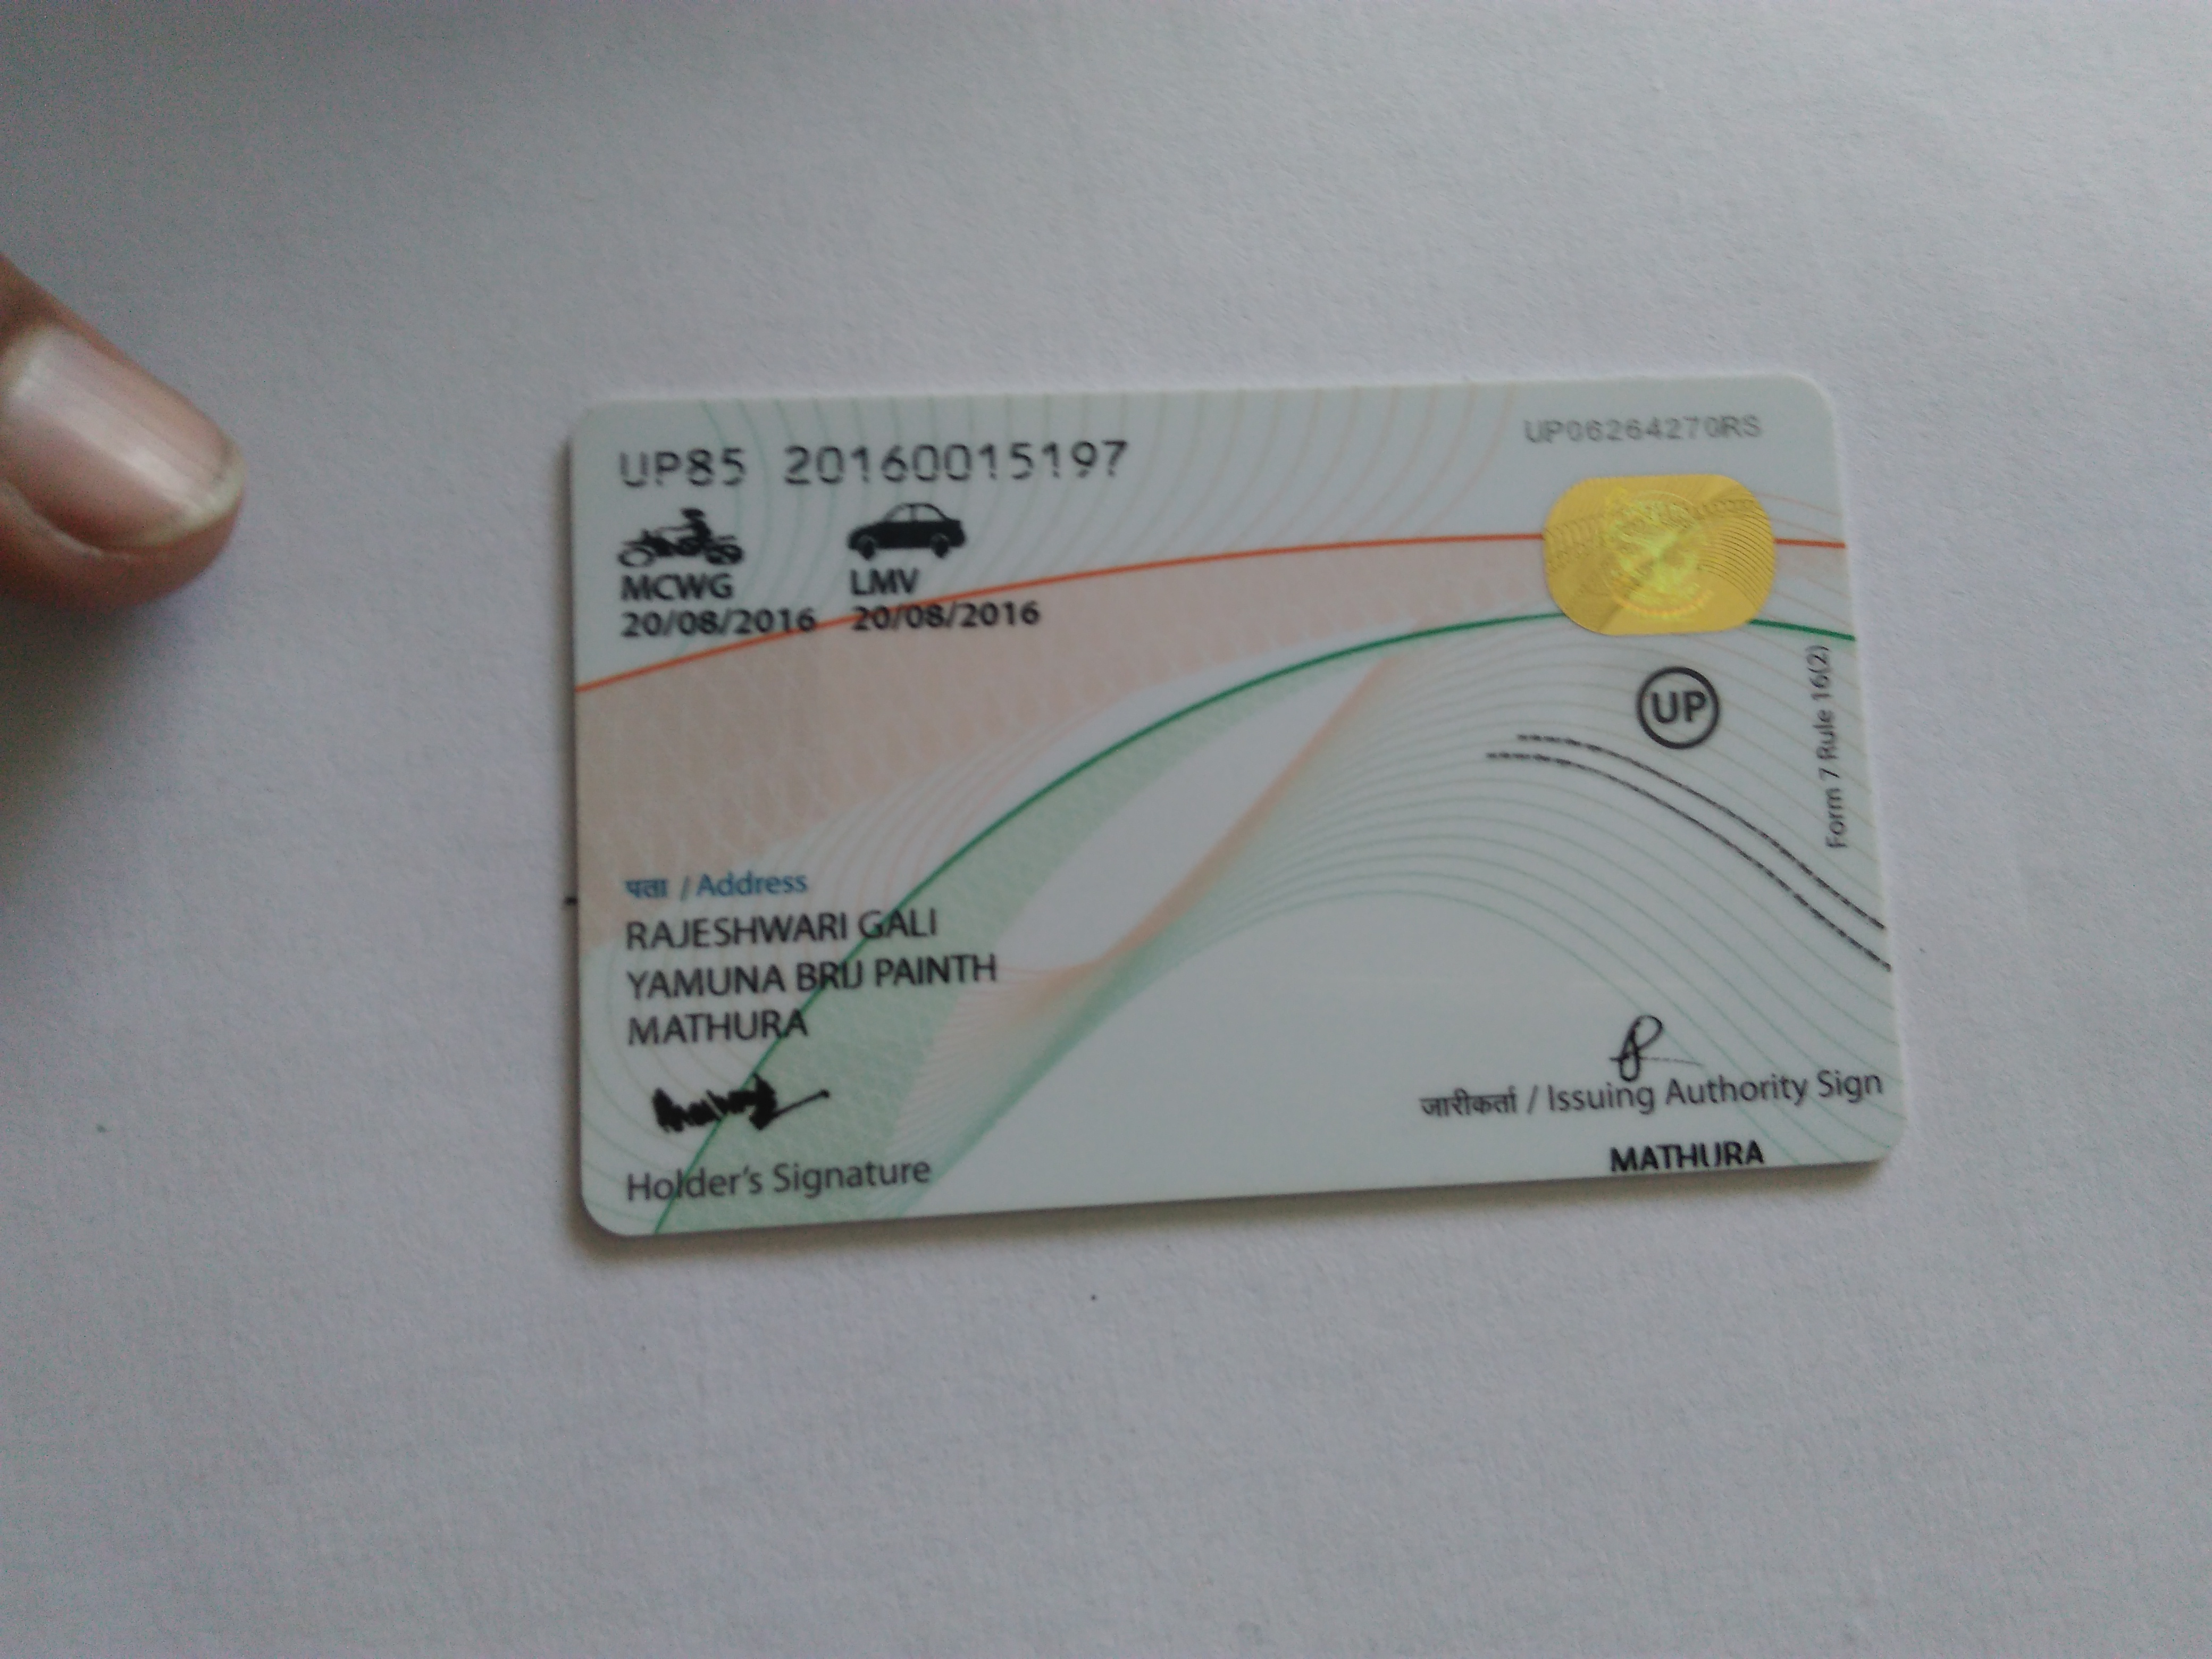 UP85 20160015197
UP06264270RS
MCWG LMV
20/08/2016 20/08/2016
UP
Form 7 Rule 16(2)
पता / Address
RAJESHWARI GALI
YAMUNA BRIJ PAINTH
MATHURA
Holder's Signature
जारीकर्ता / Issuing Authority Sign
MATHURA